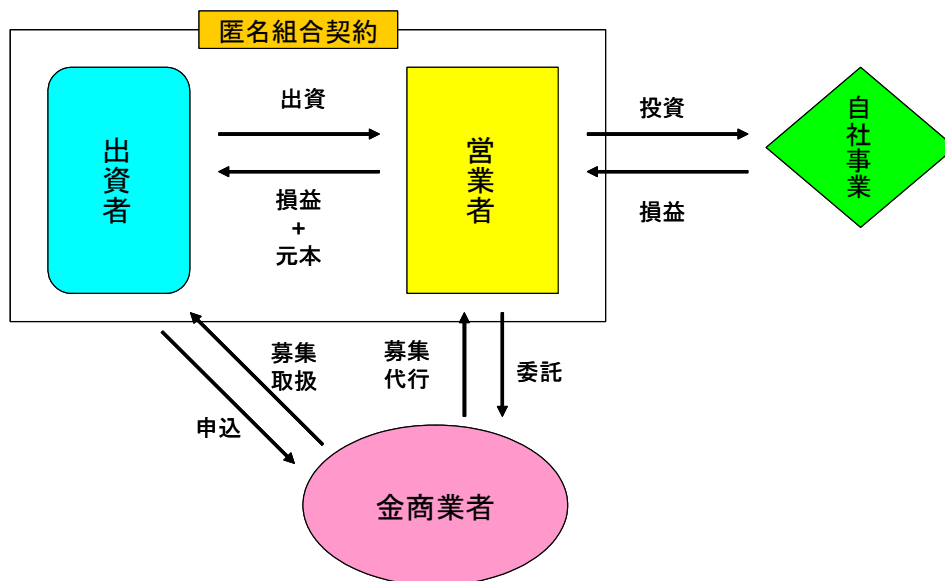 匿名組合契約
出資者
出資
損益
+
元本
営業者
投資
損益
自社事業
募集
取扱
申込
募集
代行
委託
金商業者